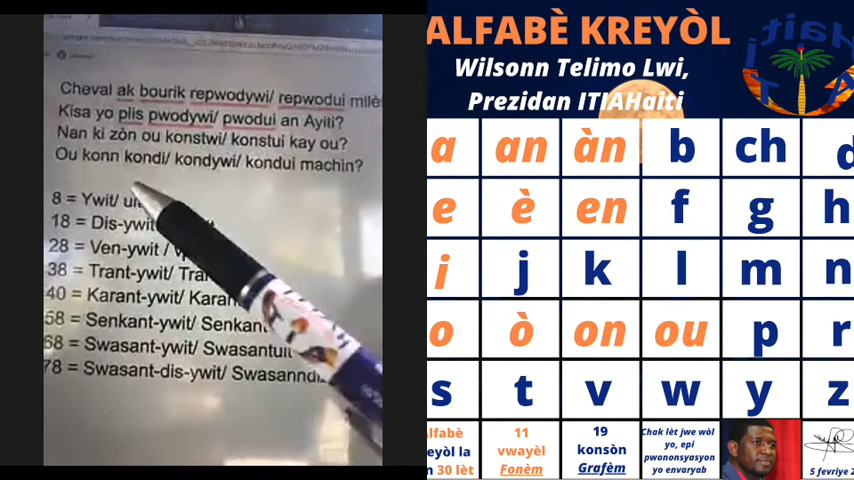 Cheval ak bourik repwodywi/ repwodui milè
Kisa yo plis pwodywi/ pwodui an Ayiti?
Nan ki zòn ou konstwi/ konstui kay ou?
Ou konn kondi/ kondywi/ kondui machin?
8 = Ywit/
18 = Dis-ywit
28 = Ven-ywit /
38 = Trant-ywit/
40 = Karant-ywit/
58 = Senkant-ywit/
68 = Swasant-ywit/ Swasantuit
78 = Swasant-dis-ywit/
ALFABÈ KREYÒL
Wilsonn Telimo Lwi,
Prezidan ITIAHaiti
a an àn b ch d
e è en f g h
i j k l m n
o ò on ou p r
s t v w y z
30 lèt
11 vwayèl Fonèm
19 konsòn Grafèm
Chak lèt jwe wòl
yo, epi
pwononsyasyon
yo envaryab
5 fevriye